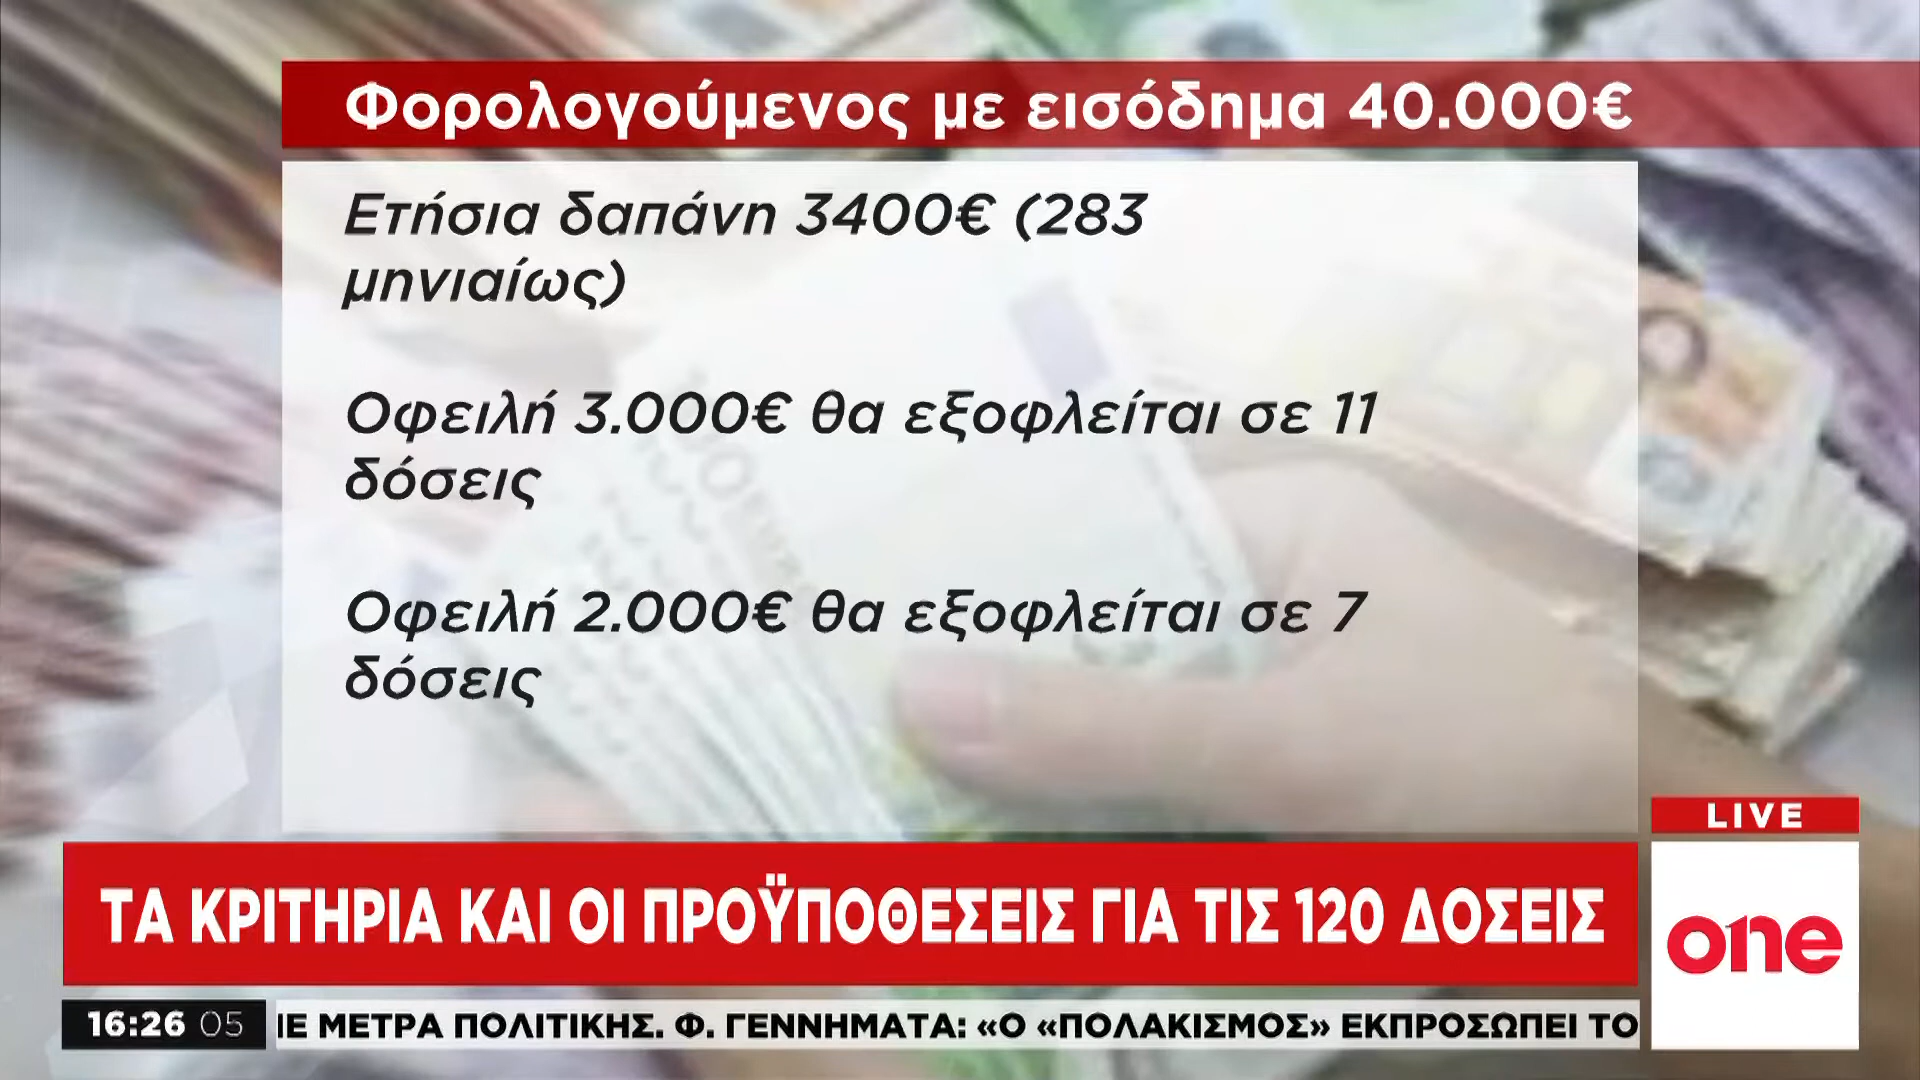 Φορολογούμενος με εισόδημα 40.000€
Ετήσια δαπάνη 3400€ (283
μηνιαίως)
Οφειλή 3.000€ θα εξοφλείται σε 11
δόσεις
Οφειλή 2.000€ θα εξοφλείται σε 7
δόσεις
LIVE
ΤΑ ΚΡΙΤΗΡΙΑ ΚΑΙ ΟΙ ΠΡΟΫΠΟΘΕΣΕΙΣ ΓΙΑ ΤΙΣ 120 ΔΟΣΕΙΣ
one
16:26 05
ΜΕ ΜΕΤΡΑ ΠΟΛΙΤΙΚΗΣ. Φ. ΓΕΝΝΗΜΑΤΑ: «Ο «ΠΟΛΑΚΙΣΜΟΣ» ΕΚΠΡΟΣΩΠΕΙ ΤΟ